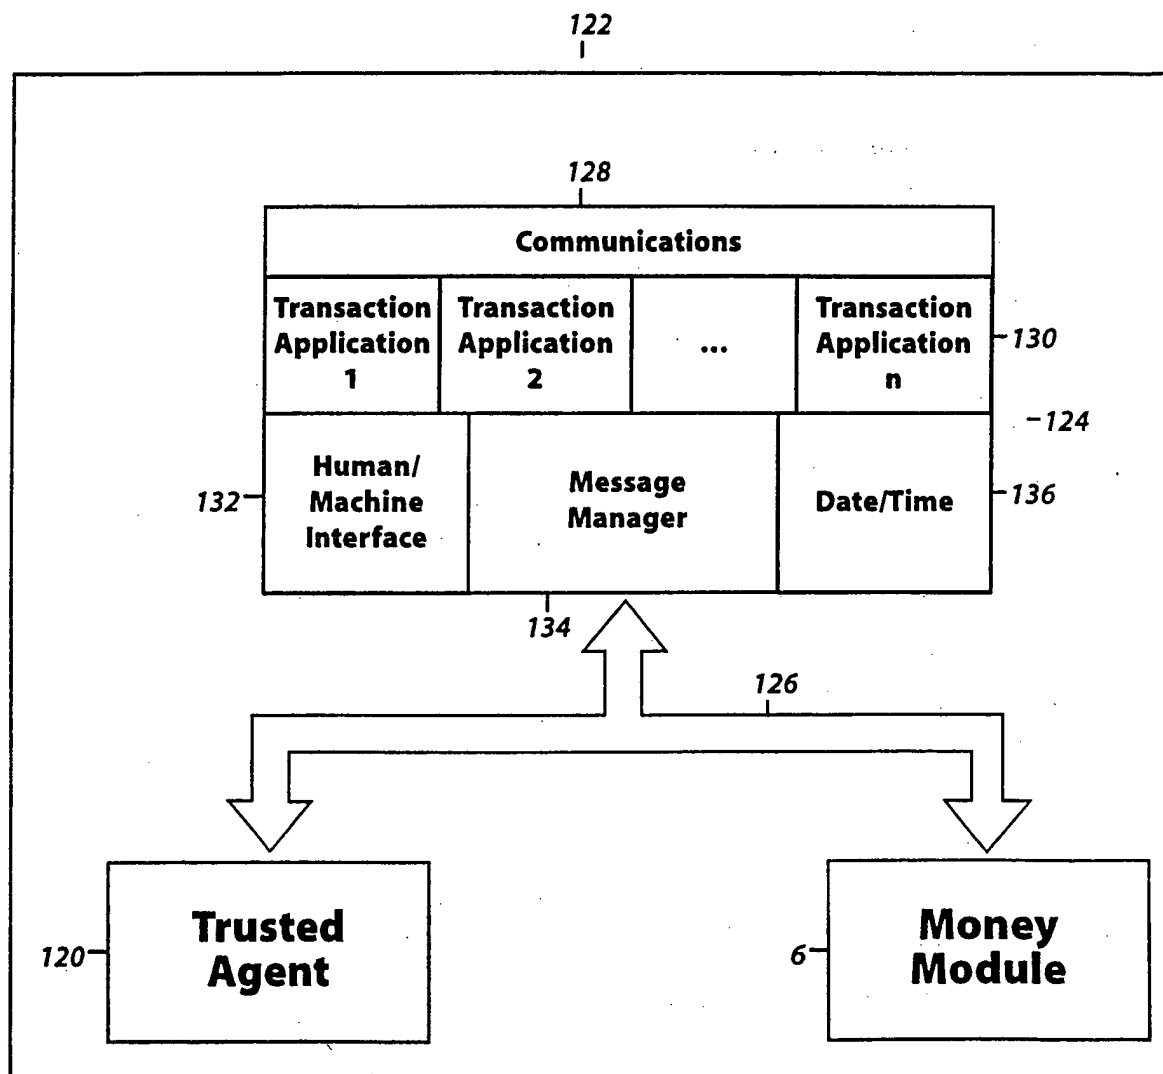 122
128
Communications
Transaction
Application
1
Transaction
Application
2
...
Transaction
Application
n
130
124
132
Human/
Machine
Interface
Message
Manager
Date/Time
136
134
126
120
Trusted
Agent
6
Money
Module